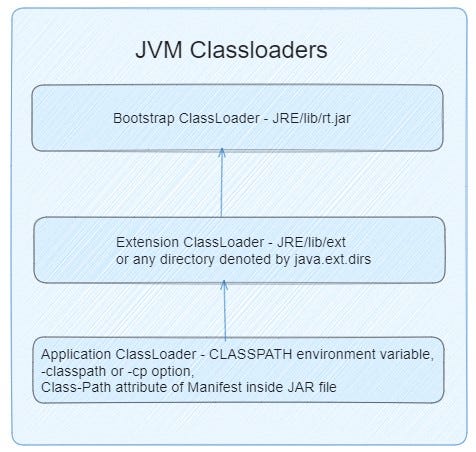 JVM Classloaders
Bootstrap ClassLoader - JRE/lib/rt.jar
Extension ClassLoader - JRE/lib/ext
or any directory denoted by java.ext.dirs
Application ClassLoader - CLASSPATH environment variable,
-classpath or -cp option,
Class-Path attribute of Manifest inside JAR file